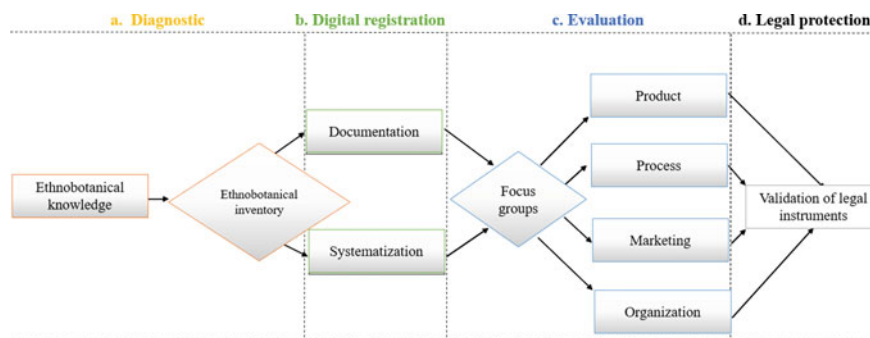 a. Diagnostic
b. Digital registration
c. Evaluation
d. Legal protection
Ethnobotanical
knowledge
Ethnobotanical
inventory
Documentation
Systematization
Focus
groups
Product
Process
Marketing
Organization
Validation of legal
instruments